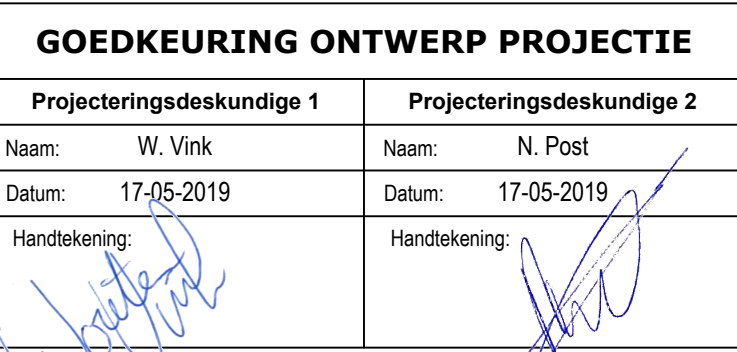 GOEDKEURING ONTWERP PROJECTIE
Projecteringsdeskundige 1 Projecteringsdeskundige 2
Naam: W. Vink Naam: N. Post
Datum: 17-05-2019 Datum: 17-05-2019
Handtekening: Handtekening: